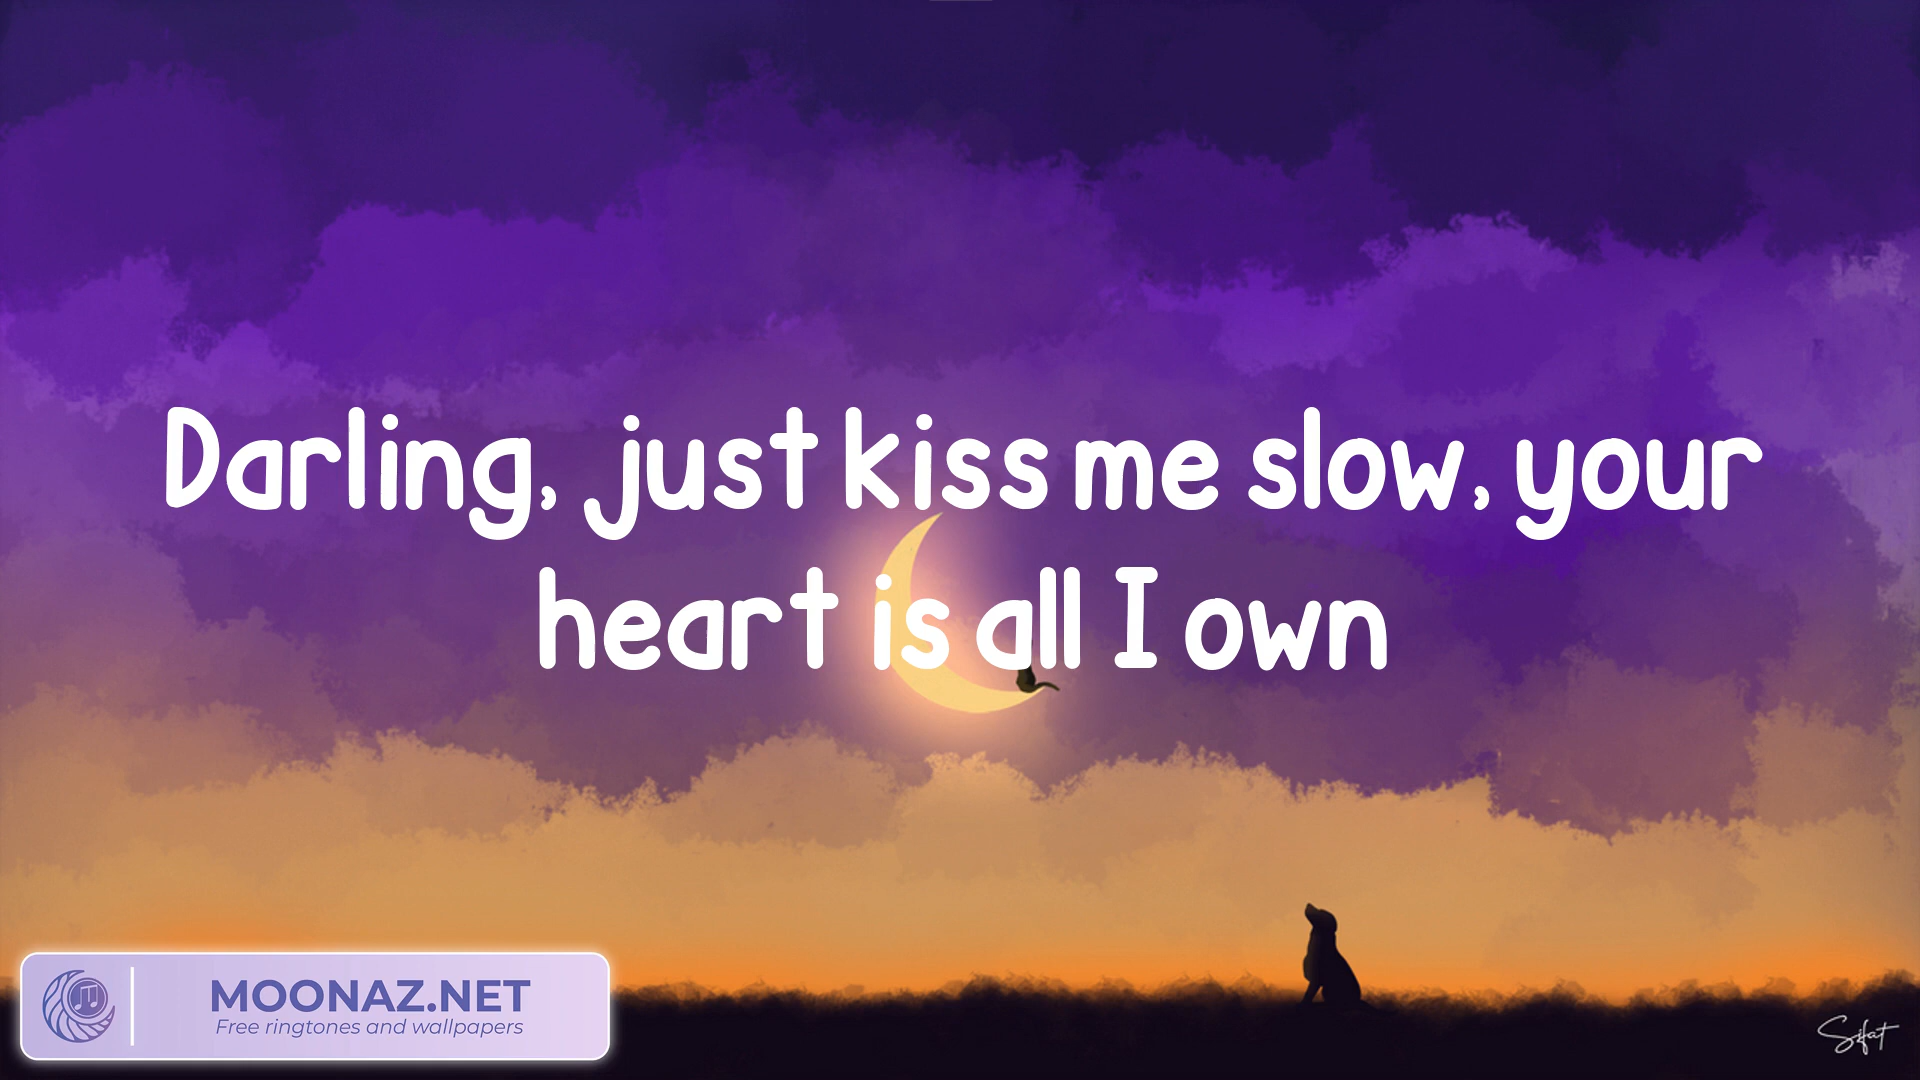 Darling, just kiss me slow, your
heart is all I own
MOONAZ.NET
Free ringtones and wallpapers
Sifat